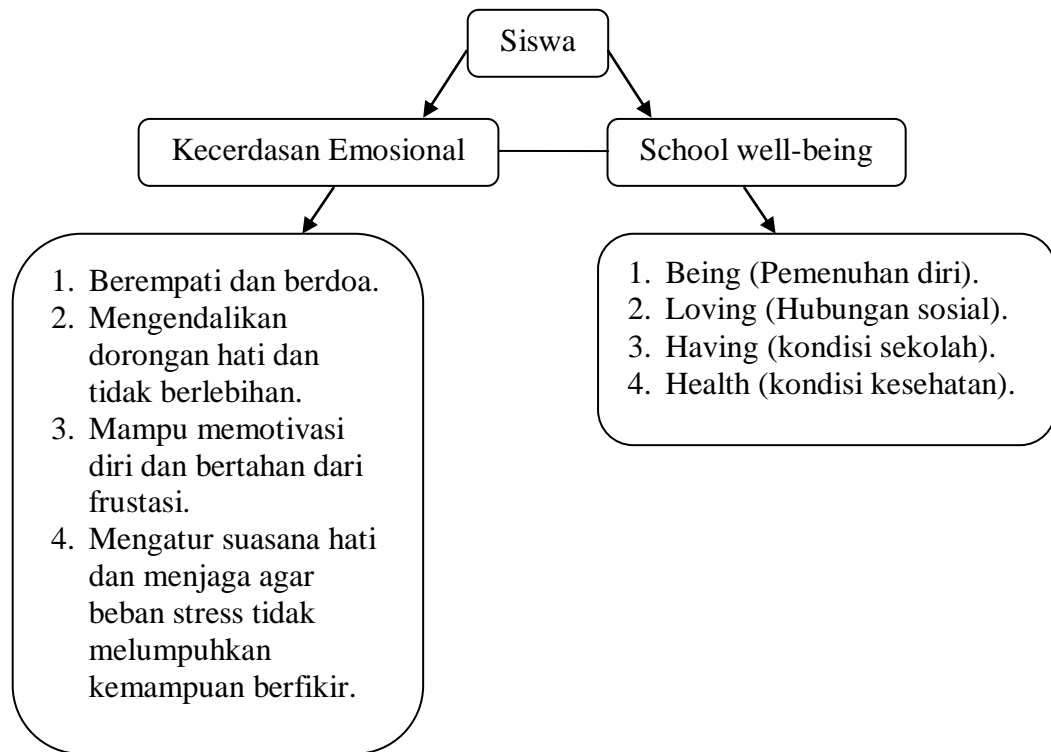 Siswa
Kecerdasan Emosional
School well-being
1. Berempati dan berdoa.
2. Mengendalikan
dorongan hati dan
tidak berlebihan.
3. Mampu memotivasi
diri dan bertahan dari
frustasi.
4. Mengatur suasana hati
dan menjaga agar
beban stress tidak
melumpuhkan
kemampuan berfikir.
1. Being (Pemenuhan diri).
2. Loving (Hubungan sosial).
3. Having (kondisi sekolah).
4. Health (kondisi kesehatan).